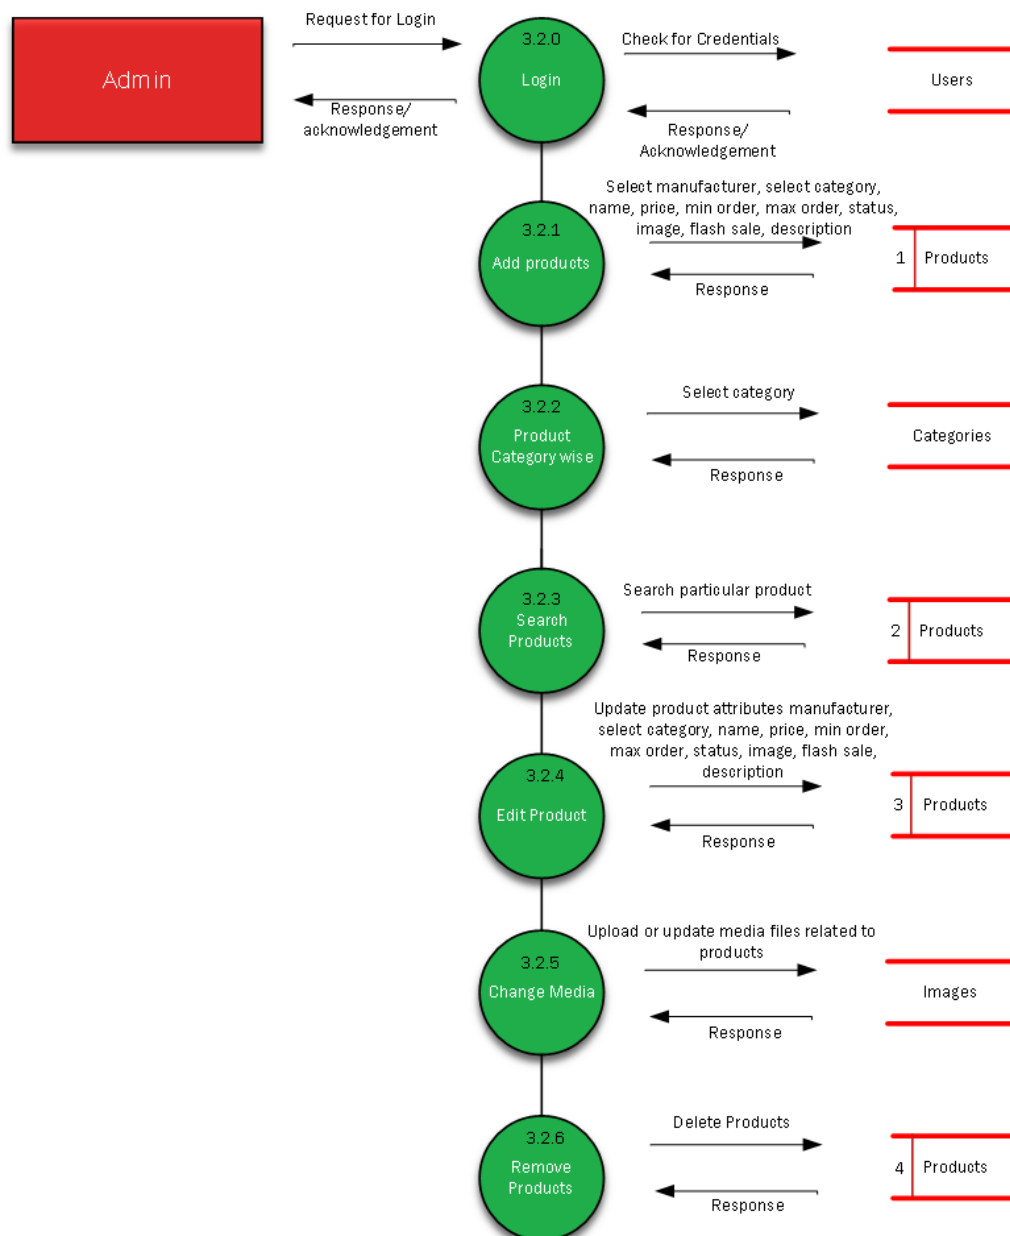 Request for Login
Admin
Response/
acknowledgement
3.2.0
Login
Check for Credentials
Response/
Acknowledgement
Users
Select manufacturer, select category,
name, price, min order, max order, status,
image, flash sale, description
3.2.1
Add products
Response
1 Products
3.2.2
Product
Category wise
Select category
Response
Categories
3.2.3
Search
Products
Search particular product
Response
2 Products
Update product attributes manufacturer,
select category, name, price, min order,
max order, status, image, flash sale,
description
3.2.4
Edit Product
Response
3 Products
Upload or update media files related to
products
3.2.5
Change Media
Response
Images
3.2.6
Remove
Products
Delete Products
Response
4 Products